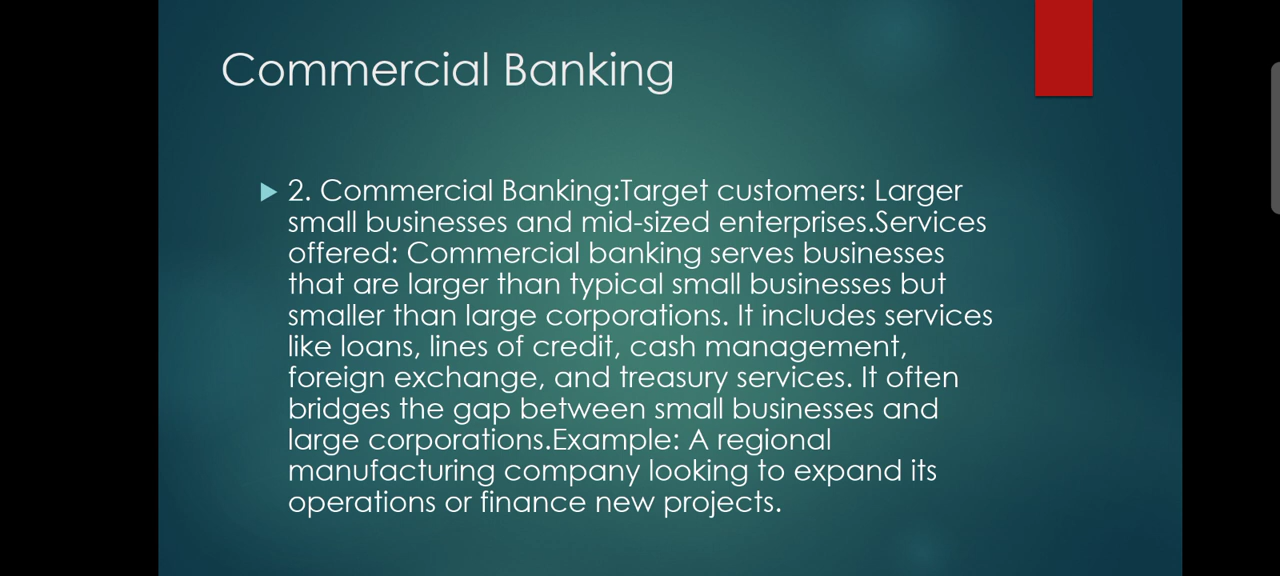 Commercial Banking
2. Commercial Banking:Target customers: Larger
small businesses and mid-sized enterprises.Services
offered: Commercial banking serves businesses
that are larger than typical small businesses but
smaller than large corporations. It includes services
like loans, lines of credit, cash management,
foreign exchange, and treasury services. It often
bridges the gap between small businesses and
large corporations.Example: A regional
manufacturing company looking to expand its
operations or finance new projects.